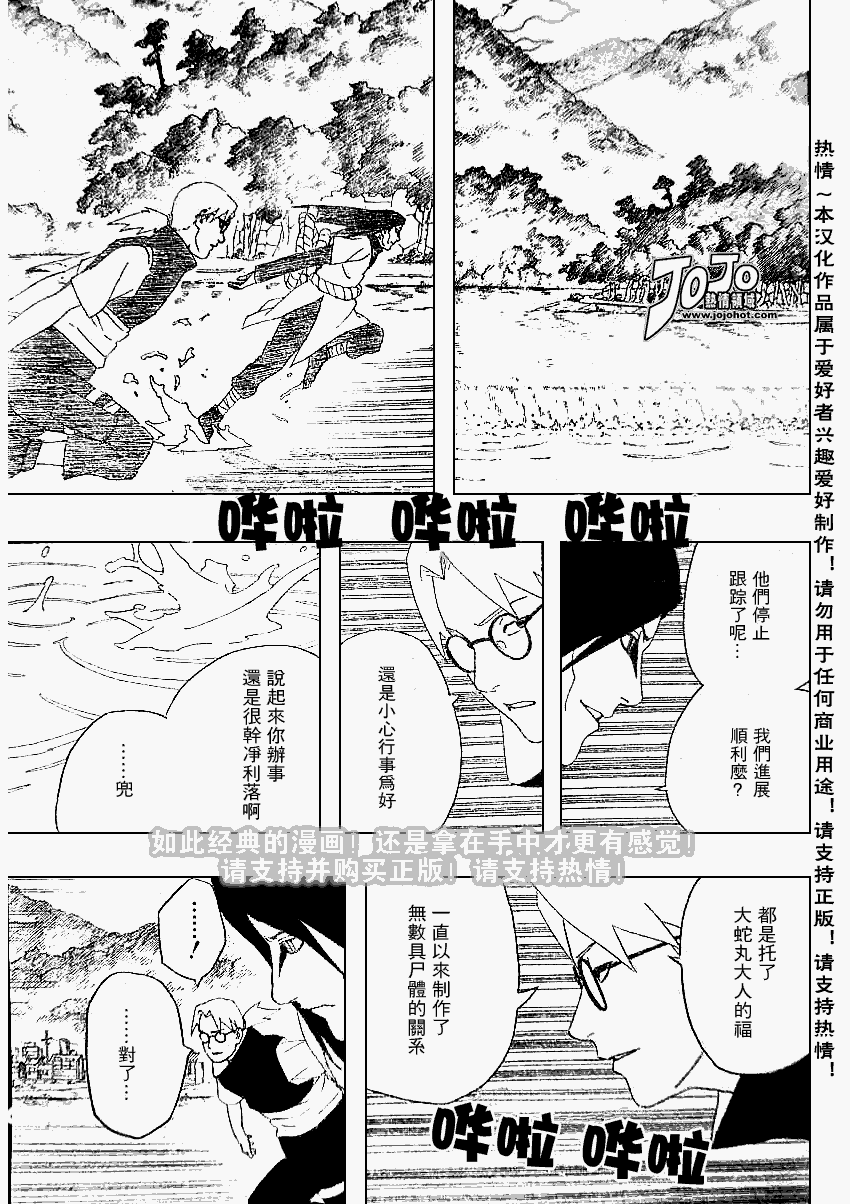 JOJO
熱情領域
www.jojohot.com
哗啦 哗啦 哗啦
他們停止
跟踪了呢…
我們進展
順利麼？
還是小心行事爲好
說起來你辦事
還是很幹凈利落啊
……兜
如此经典的漫画！还是拿在手中才更有感觉！
请支持并购买正版！请支持热情！
都是托了
大蛇丸大人的福
一直以來制作了
無數具尸體的關系
哗啦 哗啦
……
……對了…
热情～本汉化作品属于爱好者兴趣爱好制作！请勿用于任何商业用途！请支持正版！请支持热情！